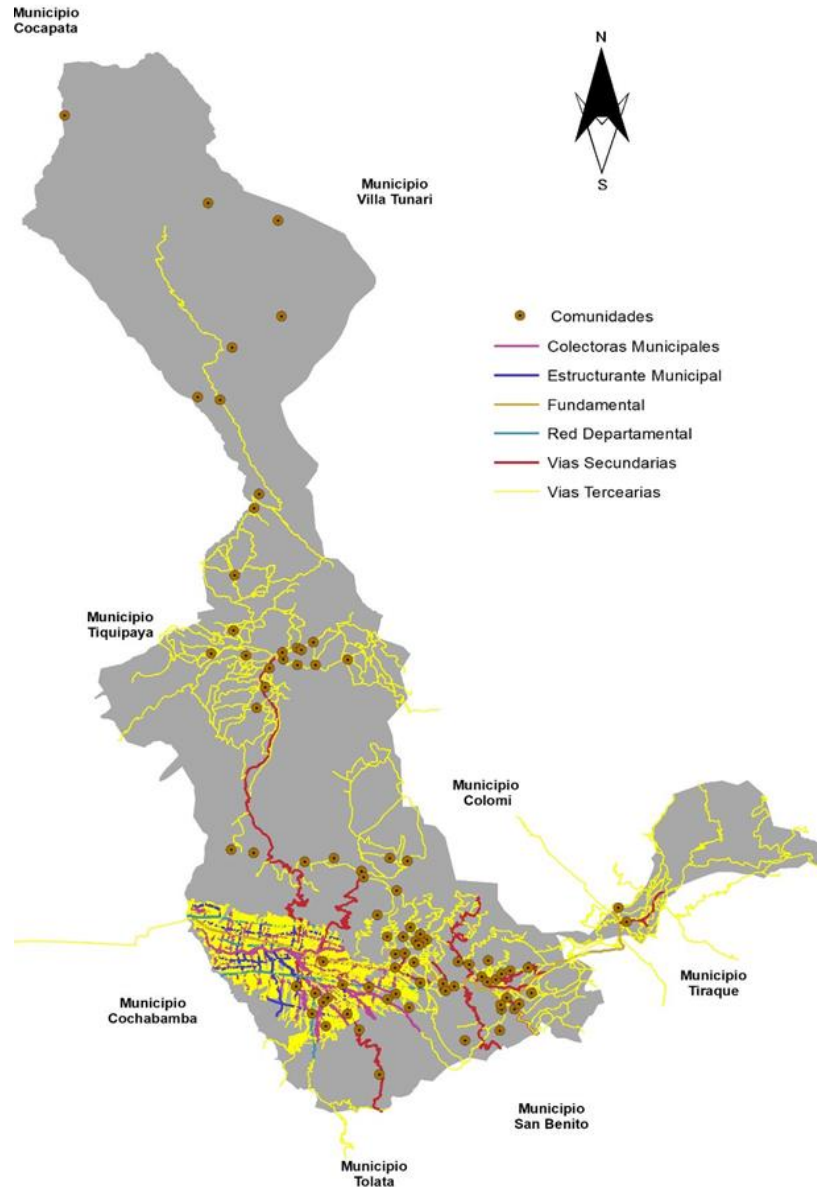 Municipio
Cocapata
N
S
Municipio
Villa Tunari
Comunidades
Colectoras Municipales
Estructurante Municipal
Fundamental
Red Departamental
Vias Secundarias
Vias Tercearias
Municipio
Tiquipaya
Municipio
Colomi
Municipio
Tiraque
Municipio
Cochabamba
Municipio
San Benito
Municipio
Tolata